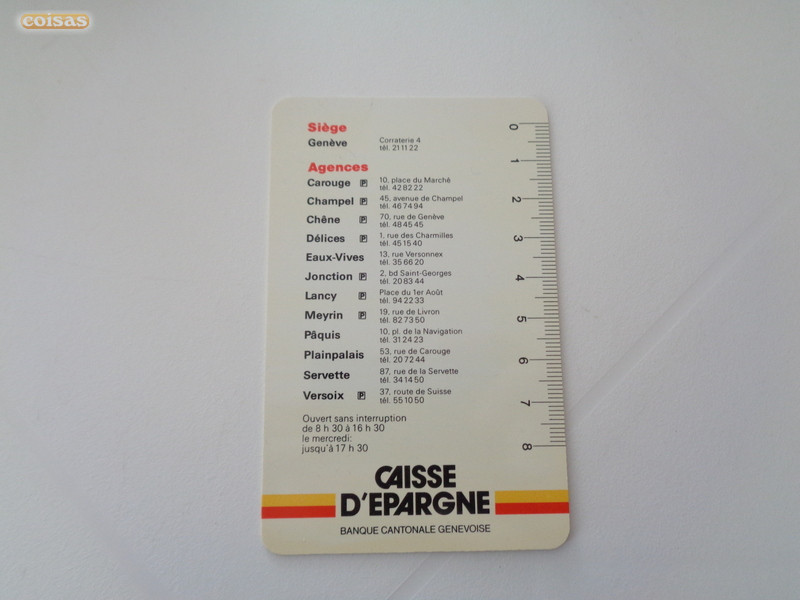 coisas
Siège
Genève
Corraterie 4
tél. 21 11 22
Agences
Carouge P
10, place du Marché
tél. 42 82 22
Champel P
45, avenue de Champel
tél. 46 74 94
Chêne P
70, rue de Genève
tél. 48 45 45
Délices P
1, rue des Charmilles
tél. 45 15 40
Eaux-Vives
13, rue Versonnex
tél. 35 66 20
Jonction P
2, bd Saint-Georges
tél. 20 83 44
Lancy P
Place du 1er Août
tél. 94 22 33
Meyrin P
19, rue de Livron
tél. 82 73 50
Pâquis
10, pl. de la Navigation
tél. 31 24 23
Plainpalais
53, rue de Carouge
tél. 20 72 44
Servette
87, rue de la Servette
tél. 34 14 50
Versoix P
37, route de Suisse
tél. 55 10 50
Ouvert sans interruption
de 8 h 30 à 16 h 30
le mercredi:
jusqu'à 17 h 30
CAISSE
D'EPARGNE
BANQUE CANTONALE GENEVOISE
0
1
2
3
4
5
6
7
8